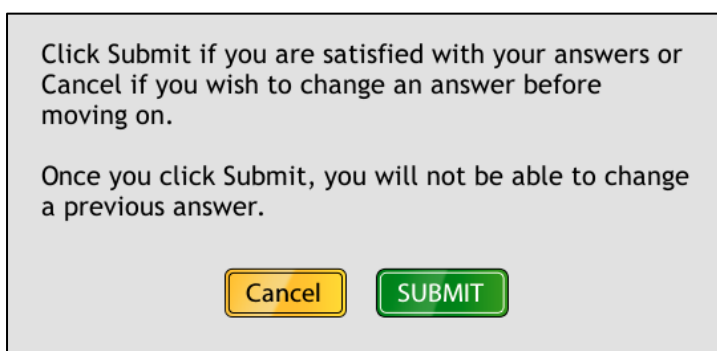 Click Submit if you are satisfied with your answers or
Cancel if you wish to change an answer before
moving on.
Once you click Submit, you will not be able to change
a previous answer.
Cancel SUBMIT